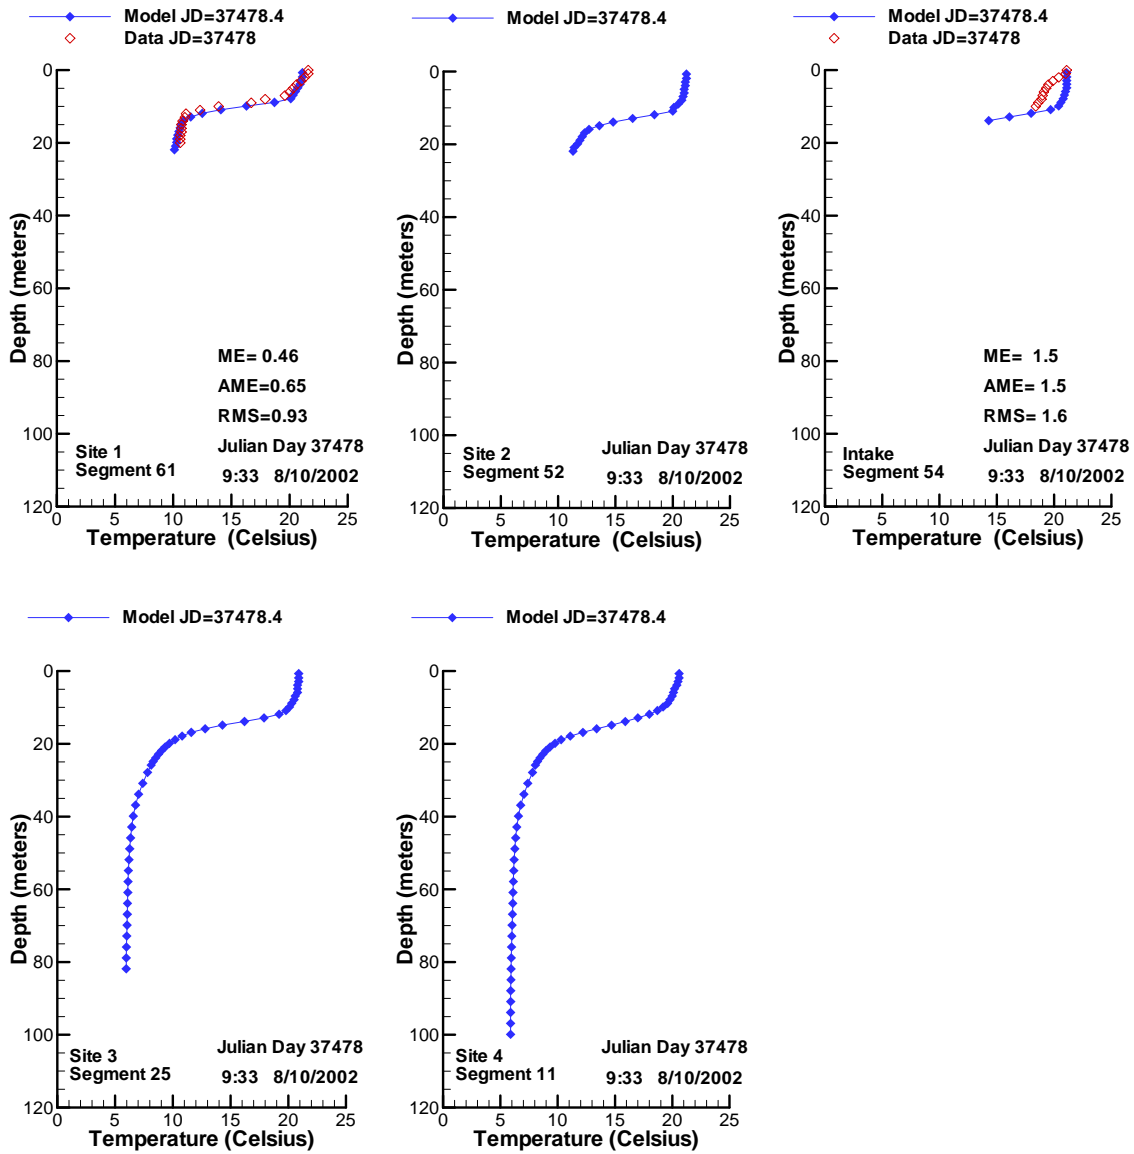 Model JD=37478.4
Data JD=37478
0
20
40
60
80
100
120
Depth (meters)
ME= 0.46
AME=0.65
RMS=0.93
Site 1
Segment 61
Julian Day 37478
9:33 8/10/2002
0 5 10 15 20 25
Temperature (Celsius)
Model JD=37478.4
0
20
40
60
80
100
120
Depth (meters)
Site 2
Segment 52
Julian Day 37478
9:33 8/10/2002
0 5 10 15 20 25
Temperature (Celsius)
Model JD=37478.4
Data JD=37478
0
20
40
60
80
100
120
Depth (meters)
ME= 1.5
AME=1.5
RMS=1.6
Intake
Segment 54
Julian Day 37478
9:33 8/10/2002
0 5 10 15 20 25
Temperature (Celsius)
Model JD=37478.4
0
20
40
60
80
100
120
Depth (meters)
Site 3
Segment 25
Julian Day 37478
9:33 8/10/2002
0 5 10 15 20 25
Temperature (Celsius)
Model JD=37478.4
0
20
40
60
80
100
120
Depth (meters)
Site 4
Segment 11
Julian Day 37478
9:33 8/10/2002
0 5 10 15 20 25
Temperature (Celsius)